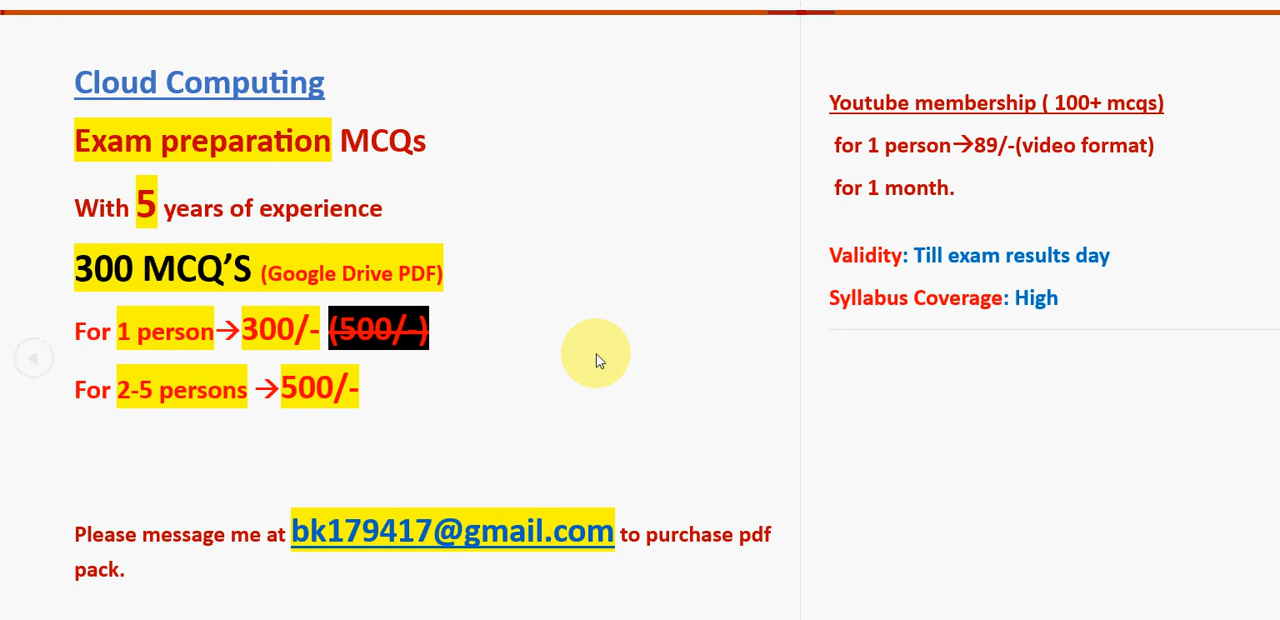 Cloud Computing
Exam preparation MCQs
With 5 years of experience
300 MCQ’S (Google Drive PDF)
For 1 person→300/- (500/-)
For 2-5 persons →500/-
Please message me at bk179417@gmail.com to purchase pdf
pack.
Youtube membership ( 100+ mcqs)
for 1 person→89/-(video format)
for 1 month.
Validity: Till exam results day
Syllabus Coverage: High